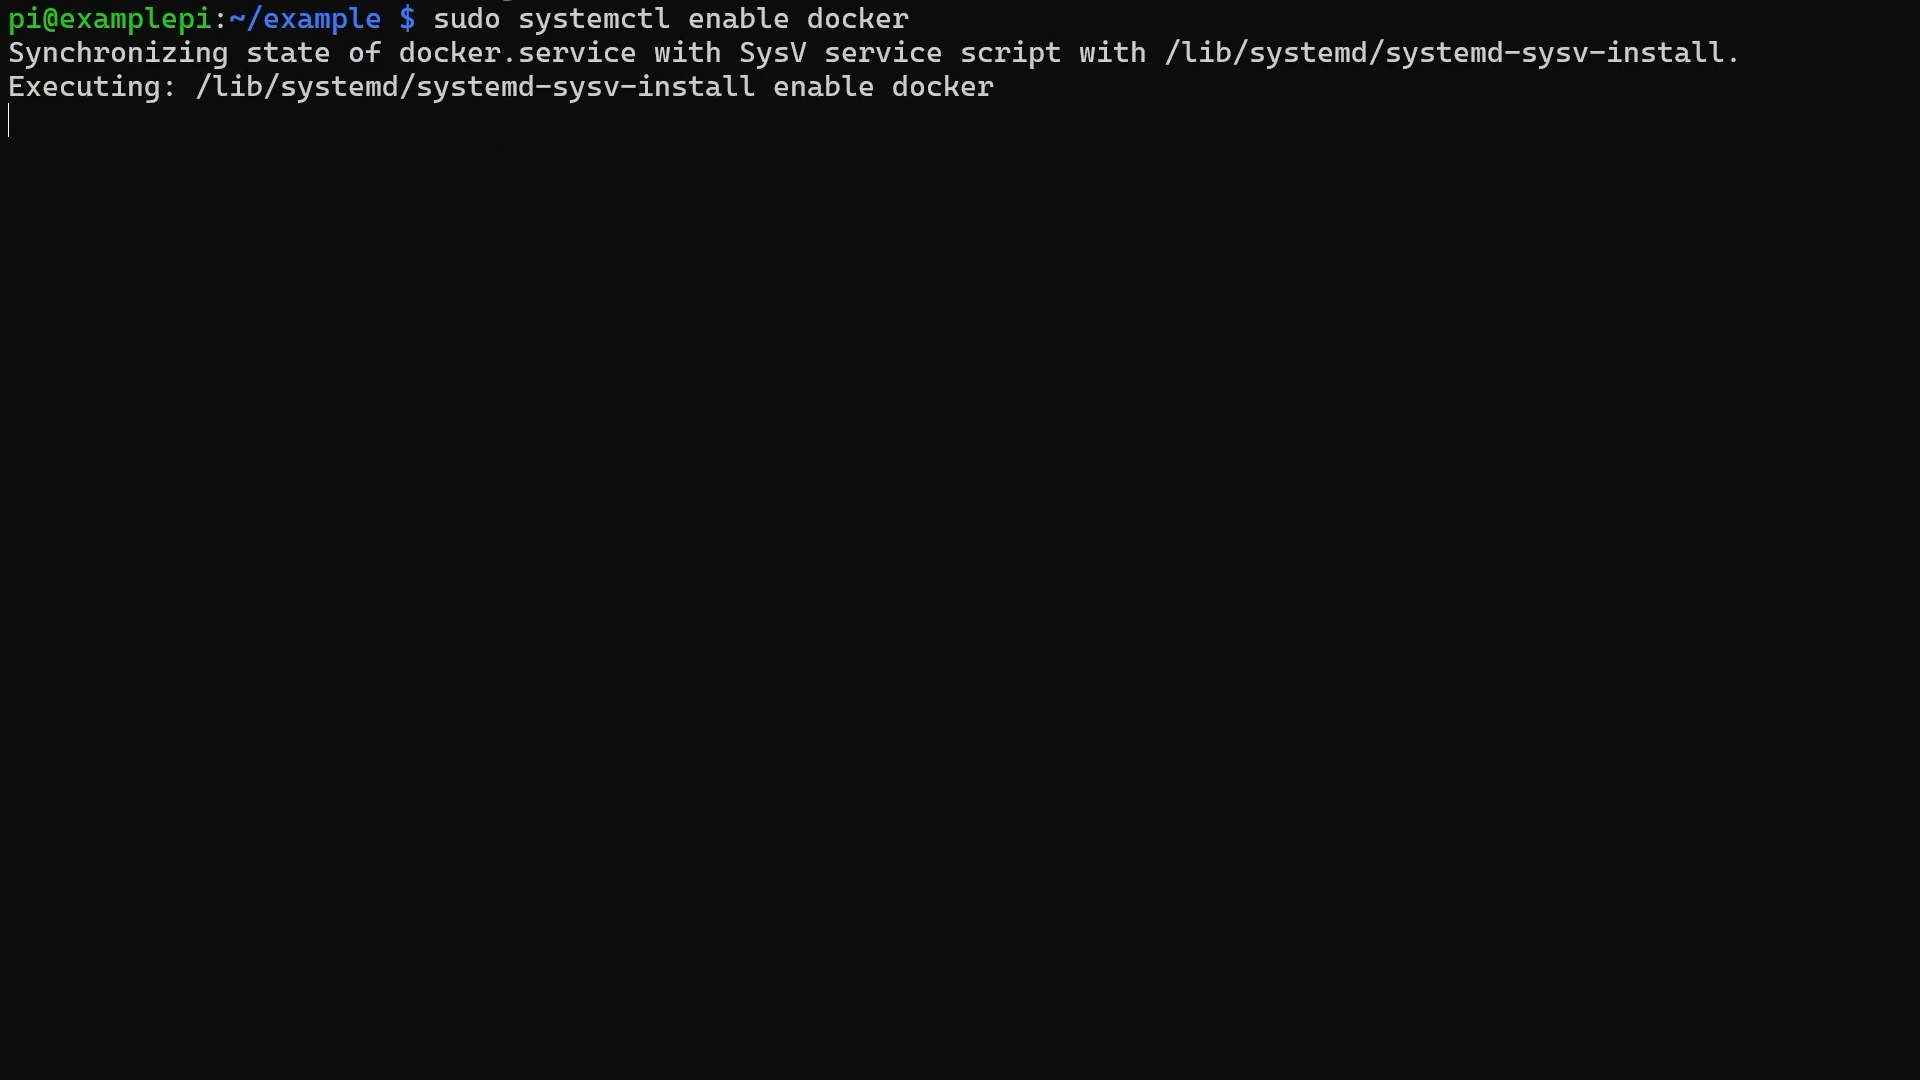 pi@examplepi:~/example $ sudo systemctl enable docker
Synchronizing state of docker.service with SysV service script with /lib/systemd/systemd-sysv-install.
Executing: /lib/systemd/systemd-sysv-install enable docker